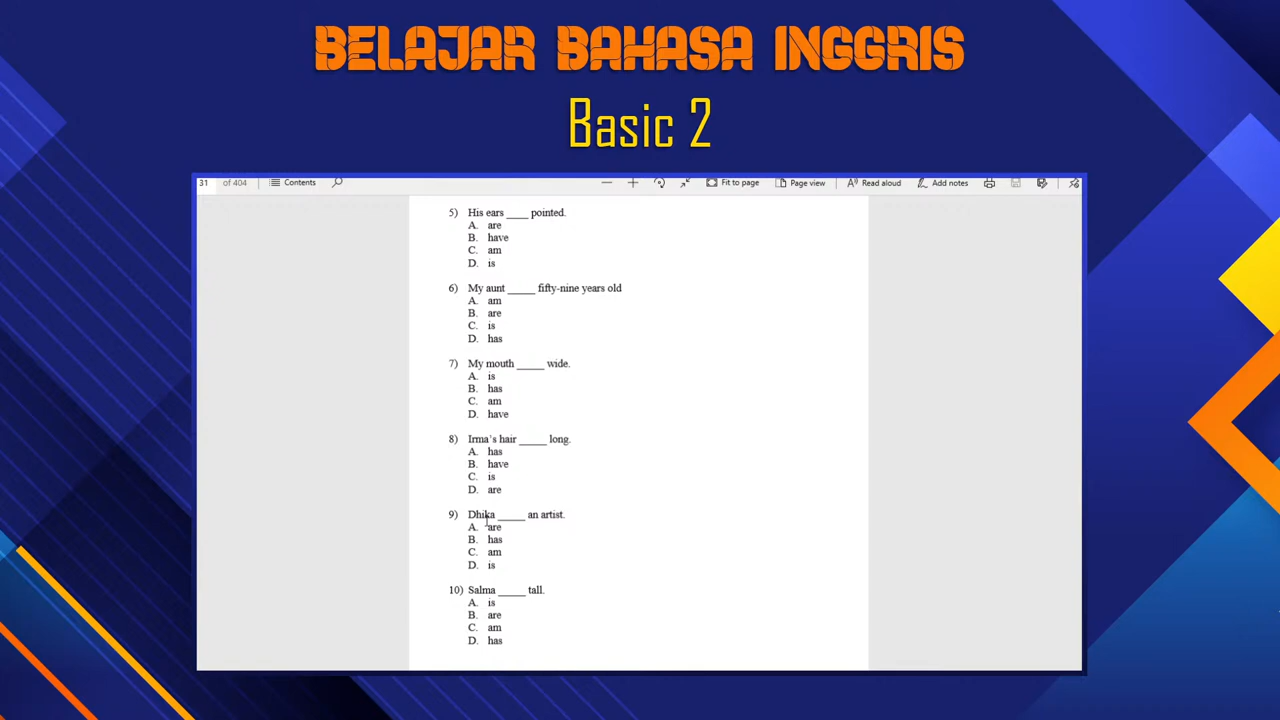 BELAJAR BAHASA INGGRIS
Basic 2
31 of 404 Contents Fit to page Page view Read aloud Add notes
5) His ears ____ pointed.
A. are
B. have
C. am
D. is
6) My aunt _____ fifty-nine years old
A. am
B. are
C. is
D. has
7) My mouth _____ wide.
A. is
B. has
C. am
D. have
8) Irma's hair _____ long.
A. has
B. have
C. is
D. are
9) Dhika _____ an artist.
A. are
B. has
C. am
D. is
10) Salma _____ tall.
A. is
B. are
C. am
D. has